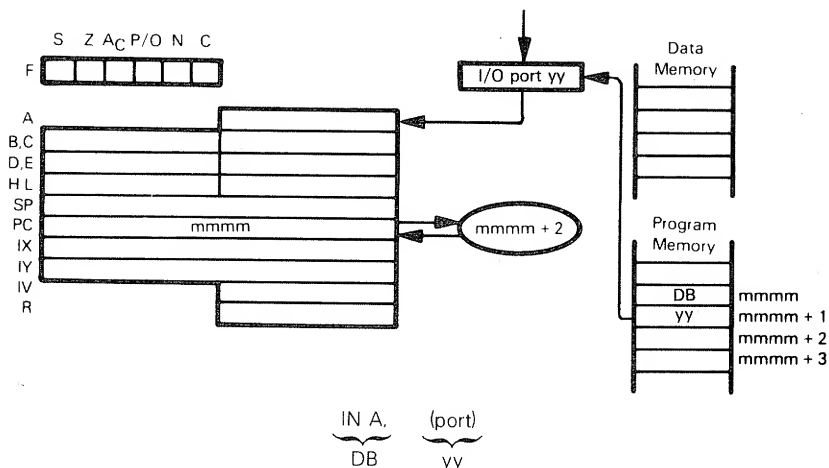 S Z AC P/O N C
F
I/O port yy
Data
Memory
A
B,C
D,E
H L
SP
PC mmmm
IX
IY
IV
R
mmmm + 2
Program
Memory
DB mmmm
yy mmmm + 1
mmmm + 2
mmmm + 3
IN A, (port)
DB yy